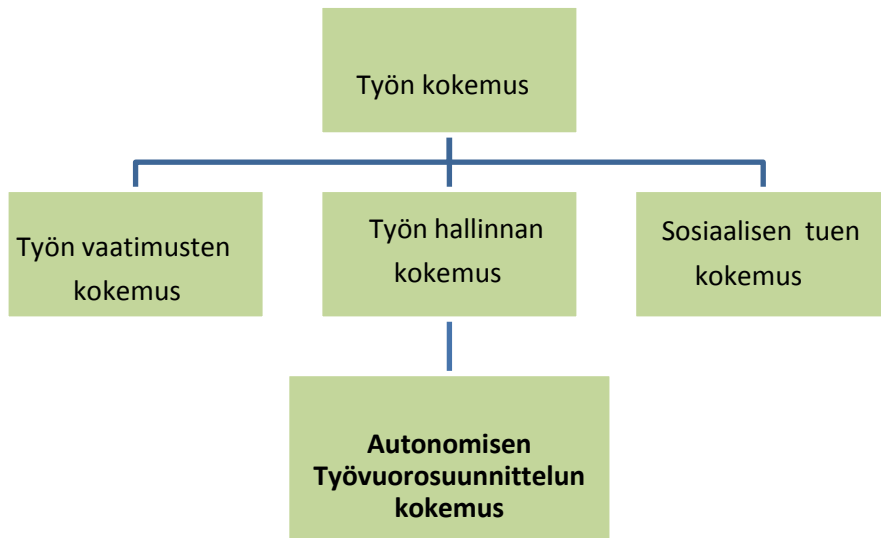 Työn kokemus
Työn vaatimusten
kokemus
Työn hallinnan
kokemus
Sosiaalisen tuen
kokemus
Autonomisen
Työvuorosuunnittelun
kokemus